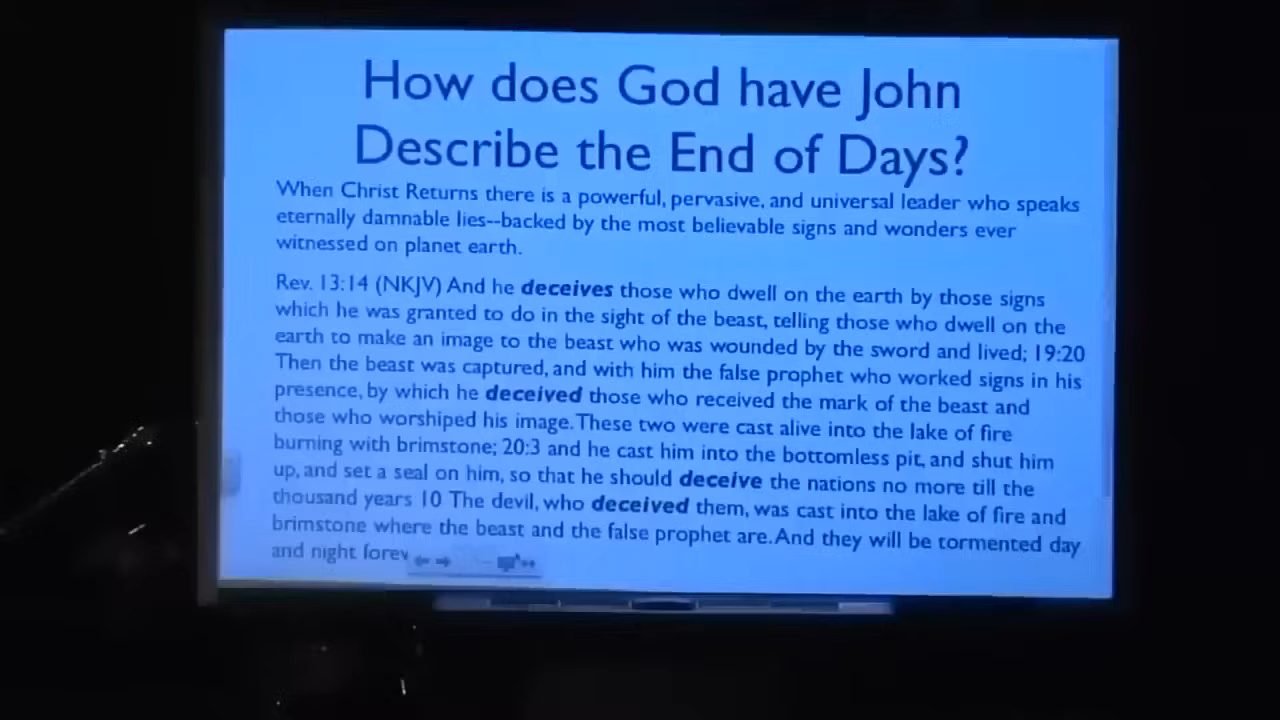 How does God have John
Describe the End of Days?
When Christ Returns there is a powerful, pervasive, and universal leader who speaks
eternally damnable lies--backed by the most believable signs and wonders ever
witnessed on planet earth.
Rev. 13:14 (NKJV) And he deceives those who dwell on the earth by those signs
which he was granted to do in the sight of the beast, telling those who dwell on the
earth to make an image to the beast who was wounded by the sword and lived; 19:20
Then the beast was captured, and with him the false prophet who worked signs in his
presence, by which he deceived those who received the mark of the beast and
those who worshiped his image. These two were cast alive into the lake of fire
burning with brimstone; 20:3 and he cast him into the bottomless pit, and shut him
up, and set a seal on him, so that he should deceive the nations no more till the
thousand years 10 The devil, who deceived them, was cast into the lake of fire and
brimstone where the beast and the false prophet are. And they will be tormented day
and night forev